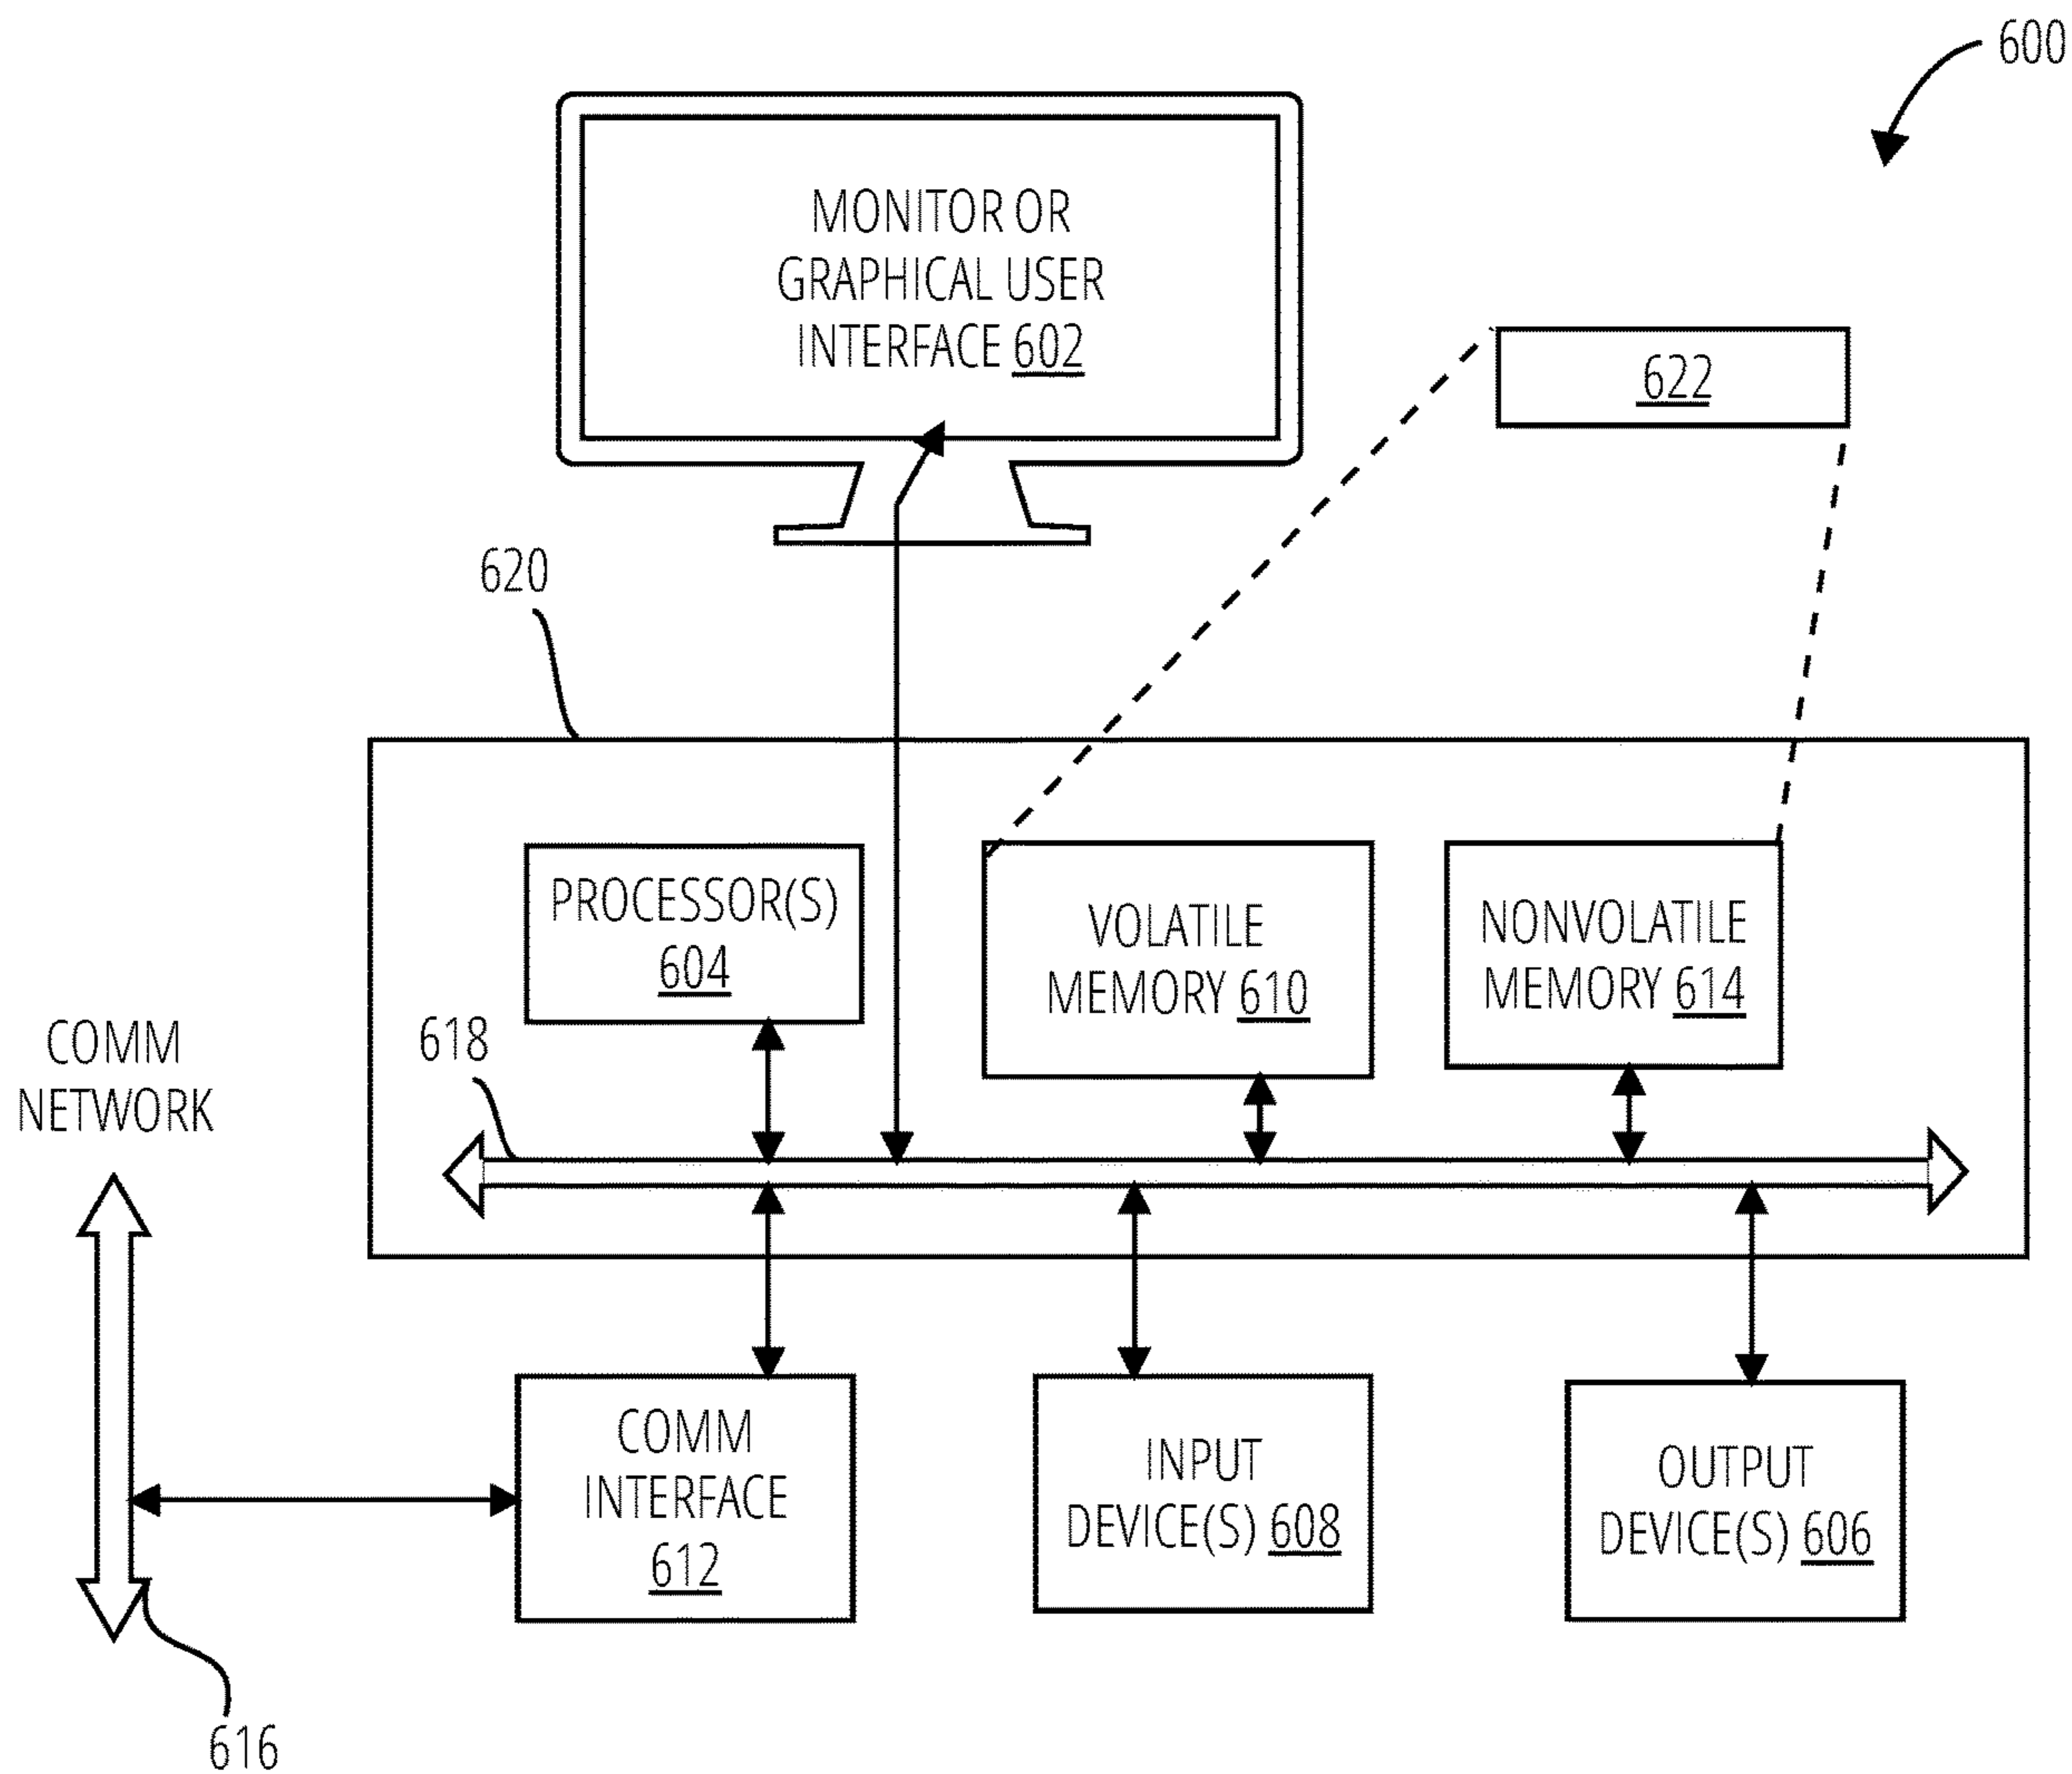 600
MONITOR OR
GRAPHICAL USER
INTERFACE 602
622
620
PROCESSOR(S)
604
VOLATILE
MEMORY 610
NONVOLATILE
MEMORY 614
618
COMM
NETWORK
COMM
INTERFACE
612
INPUT
DEVICE(S) 608
OUTPUT
DEVICE(S) 606
616